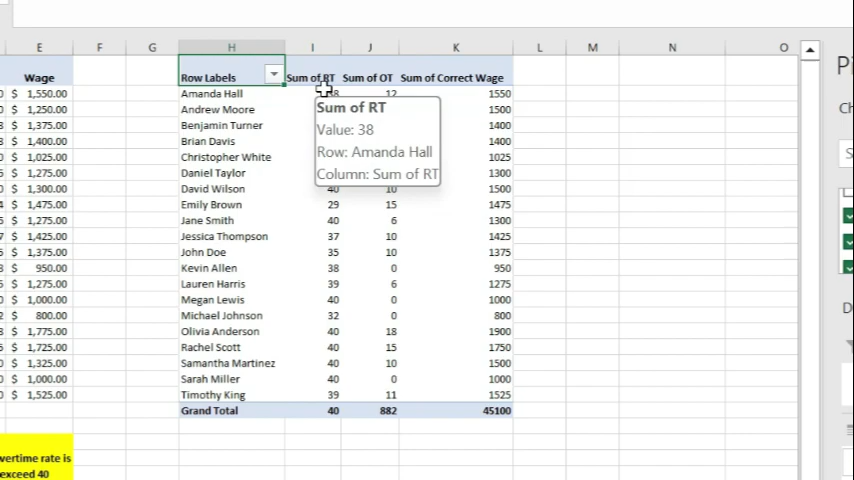 E F G H I J K L M N O
Wage Row Labels Sum of RT Sum of OT Sum of Correct Wage
$ 1,550.00 Amanda Hall 38 12 1550
$ 1,250.00 Andrew Moore 1500
$ 1,375.00 Benjamin Turner 1400
$ 1,400.00 Brian Davis 1400
$ 1,025.00 Christopher White 1025
$ 1,275.00 Daniel Taylor 1300
$ 1,300.00 David Wilson 40 10 1500
$ 1,475.00 Emily Brown 29 15 1475
$ 1,275.00 Jane Smith 40 6 1300
$ 1,425.00 Jessica Thompson 37 10 1425
$ 1,375.00 John Doe 35 10 1375
$ 950.00 Kevin Allen 38 0 950
$ 1,275.00 Lauren Harris 39 6 1275
$ 1,000.00 Megan Lewis 40 0 1000
$ 800.00 Michael Johnson 32 0 800
$ 1,775.00 Olivia Anderson 40 18 1900
$ 1,725.00 Rachel Scott 40 15 1750
$ 1,325.00 Samantha Martinez 40 10 1500
$ 1,000.00 Sarah Miller 40 0 1000
$ 1,525.00 Timothy King 39 11 1525
Grand Total 40 882 45100
Sum of RT
Value: 38
Row: Amanda Hall
Column: Sum of RT
vertime rate is
exceed 40